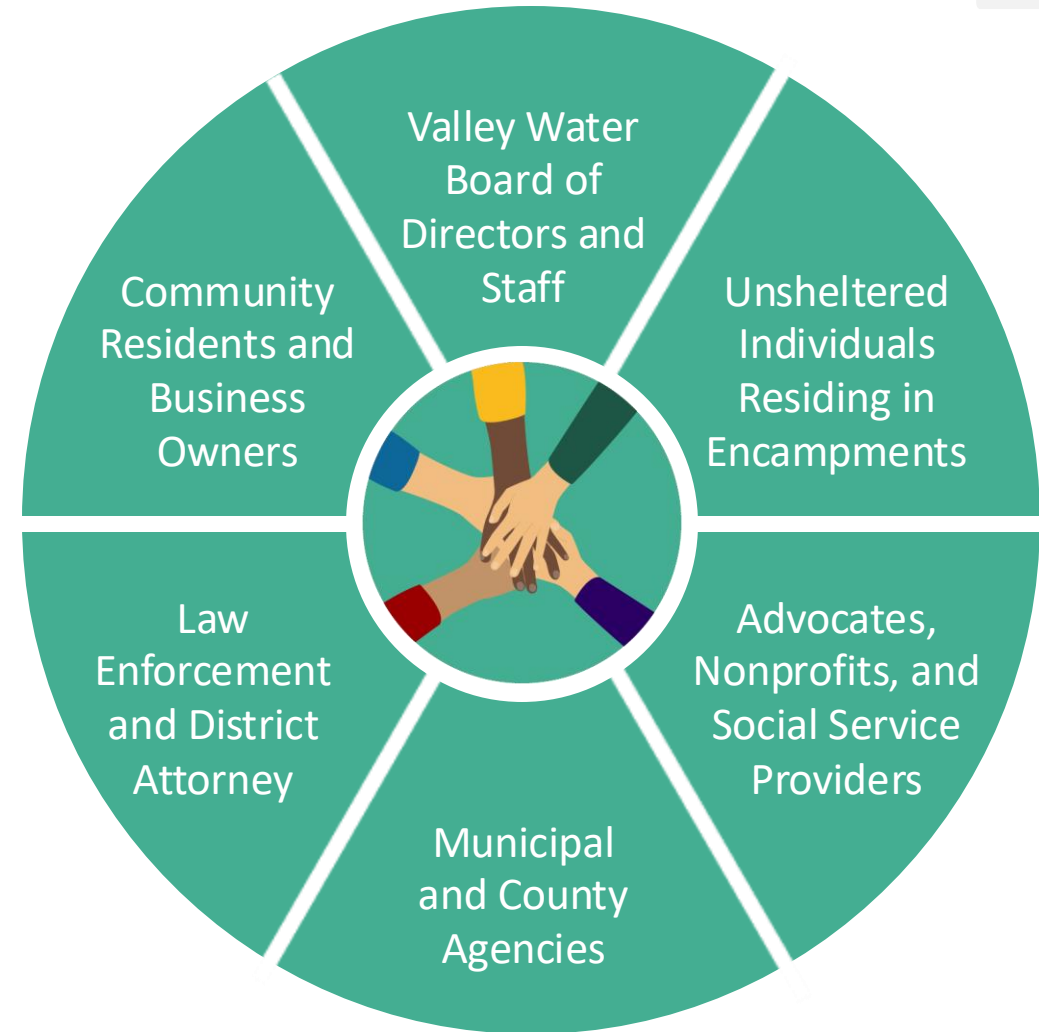 Valley Water
Board of
Directors and
Staff
Unsheltered
Individuals
Residing in
Encampments
Advocates,
Nonprofits, and
Social Service
Providers
Municipal
and County
Agencies
Law
Enforcement
and District
Attorney
Community
Residents and
Business
Owners